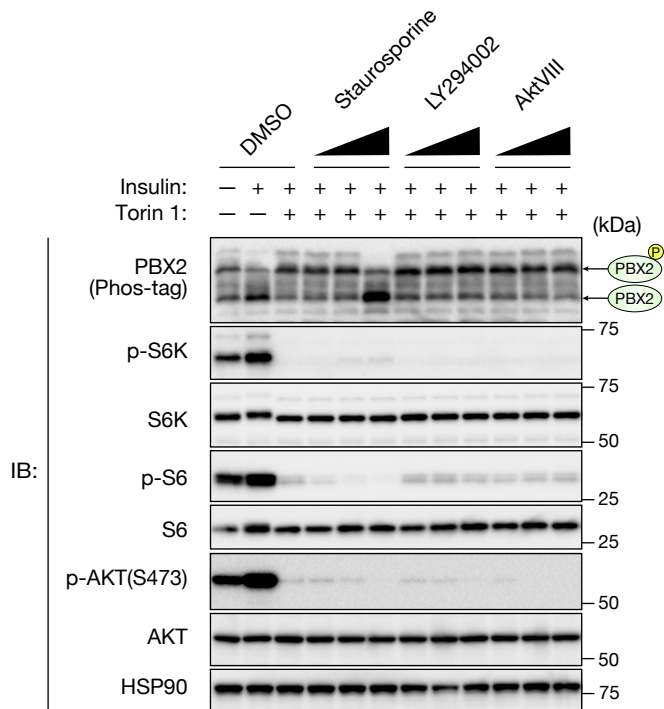 DMSO
Staurosporine
LY294002
AktVIII
Insulin: — + + + + + + + + + + +
Torin 1: — — + + + + + + + + + +
(kDa)
IB:
PBX2
(Phos-tag)
P
PBX2
PBX2
p-S6K
75
S6K
75
50
p-S6
25
S6
25
p-AKT(S473)
50
AKT
50
HSP90
75